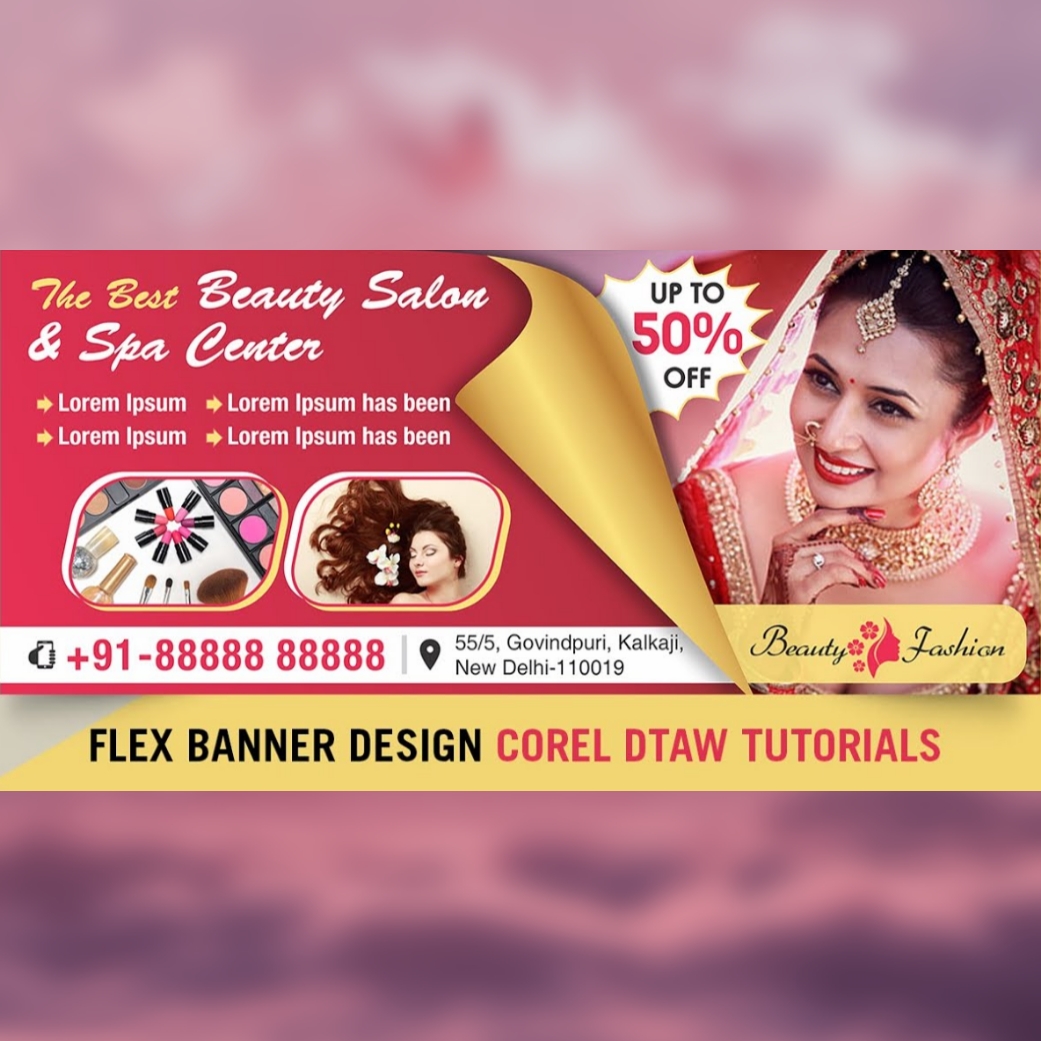 The Best Beauty Salon
& Spa Center
Lorem Ipsum
Lorem Ipsum has been
Lorem Ipsum
Lorem Ipsum has been
UP TO
50%
OFF
+91-88888 88888
55/5, Govindpuri, Kalkaji,
New Delhi-110019
Beauty Fashion
FLEX BANNER DESIGN COREL DTAW TUTORIALS